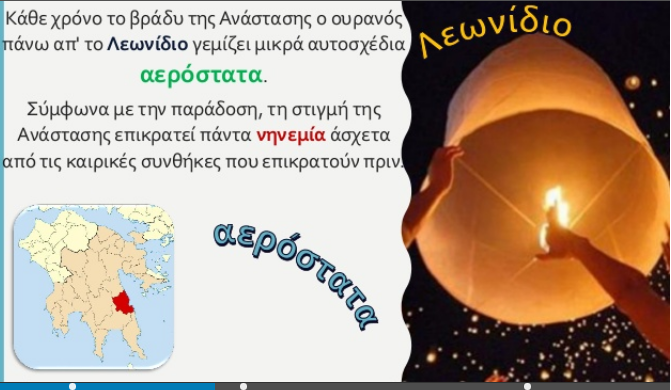 Κάθε χρόνο το βράδυ της Ανάστασης ο ουρανός
πάνω απ' το Λεωνίδιο γεμίζει μικρά αυτοσχέδια
αερόστατα.
Σύμφωνα με την παράδοση, τη στιγμή της
Ανάστασης επικρατεί πάντα νηνεμία άσχετα
από τις καιρικές συνθήκες που επικρατούν πριν.
Λεωνίδιο
αερόστατα